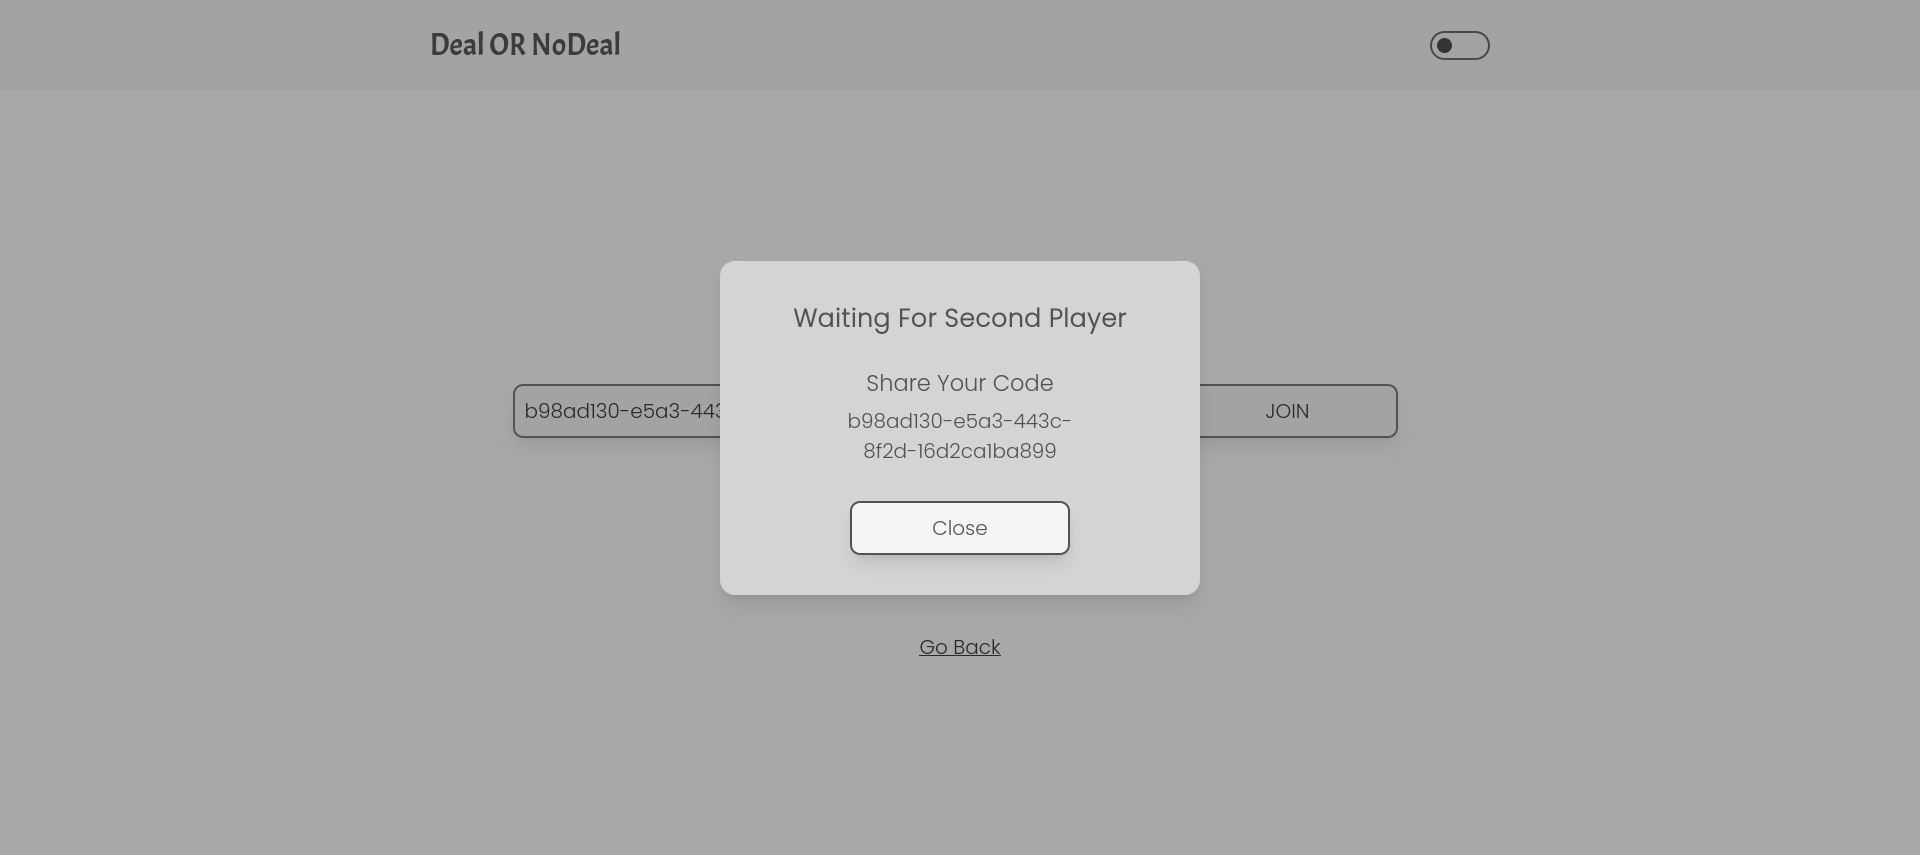 Deal OR NoDeal
Waiting For Second Player
Share Your Code
b98ad130-e5a3-443c-
8f2d-16d2ca1ba899
b98ad130-e5a3-443
JOIN
Close
Go Back